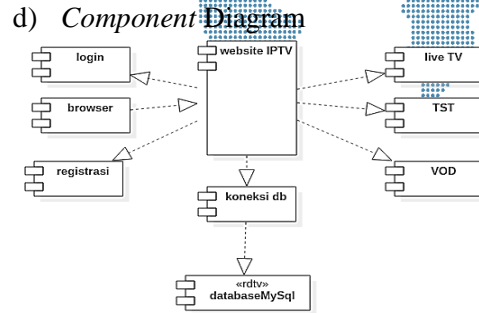 d) Component Diagram
login
website IPTV
live TV
browser
TST
registrasi
VOD
koneksi db
«rdtv»
databaseMySql